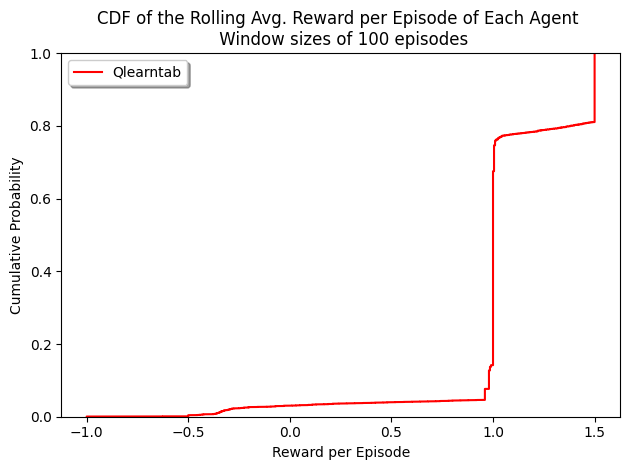 CDF of the Rolling Avg. Reward per Episode of Each Agent
Window sizes of 100 episodes
Qlearntab
1.0
0.8
0.6
0.4
0.2
0.0
Cumulative Probability
−1.0 −0.5 0.0 0.5 1.0 1.5
Reward per Episode